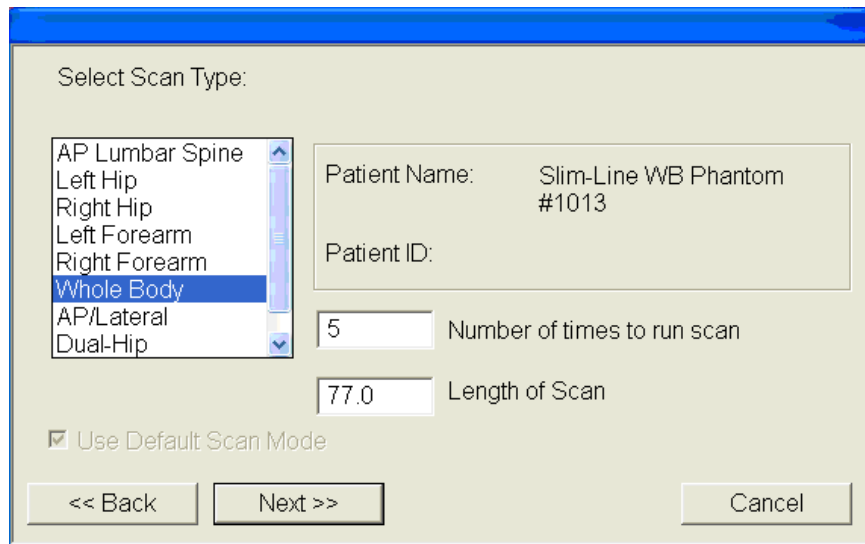 Select Scan Type:
AP Lumbar Spine
Left Hip
Right Hip
Left Forearm
Right Forearm
Whole Body
AP/Lateral
Dual-Hip
Patient Name: Slim-Line WB Phantom
#1013
Patient ID:
5 Number of times to run scan
77.0 Length of Scan
Use Default Scan Mode
<< Back Next >> Cancel